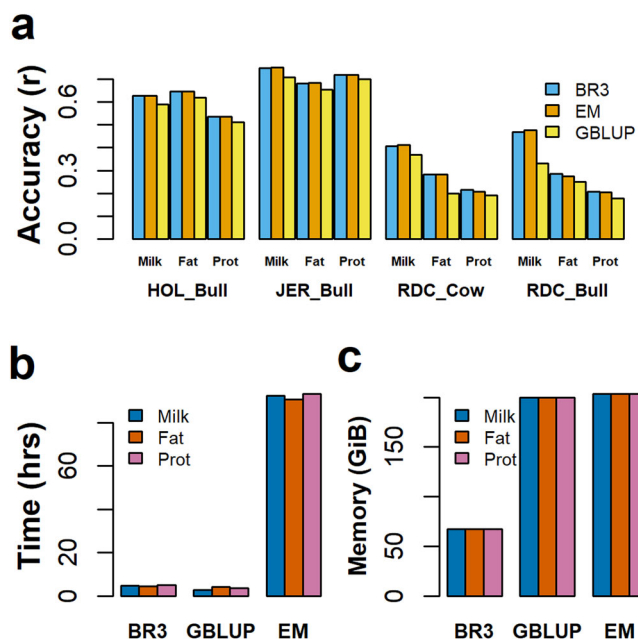 a
Accuracy (r)
0.6
0.3
0.0
BR3
EM
GBLUP
Milk Fat Prot Milk Fat Prot Milk Fat Prot Milk Fat Prot
HOL_Bull JER_Bull RDC_Cow RDC_Bull
b
Time (hrs)
60
20
0
Milk
Fat
Prot
BR3 GBLUP EM
c
Memory (GiB)
150
50
0
Milk
Fat
Prot
BR3 GBLUP EM